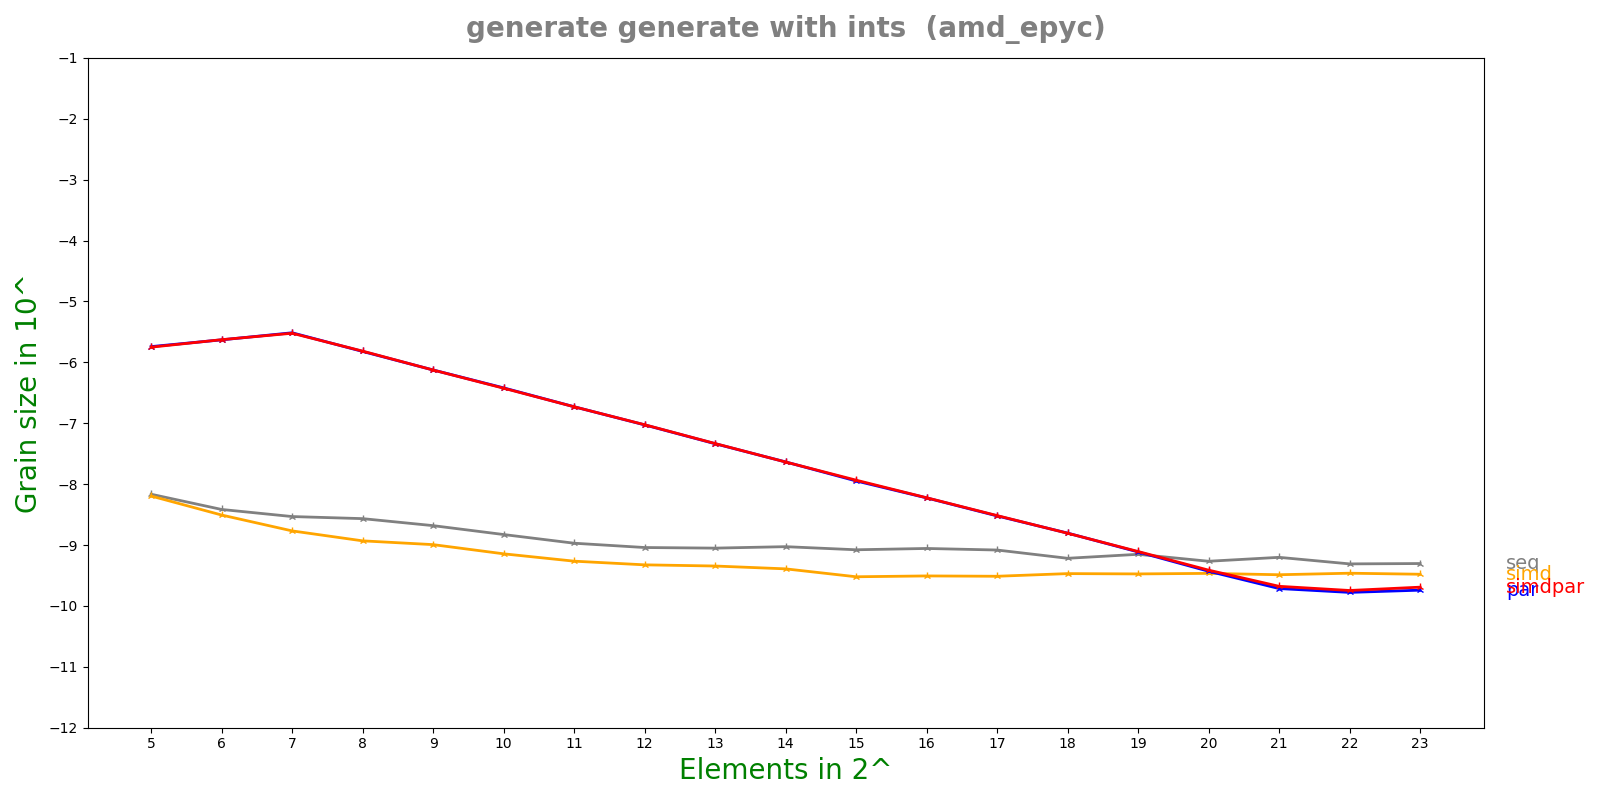 generate generate with ints  (amd_epyc)
Grain size in 10^
−1
−2
−3
−4
−5
−6
−7
−8
−9
−10
−11
−12
seq
simd
simdpar
par
5 6 7 8 9 10 11 12 13 14 15 16 17 18 19 20 21 22 23
Elements in 2^